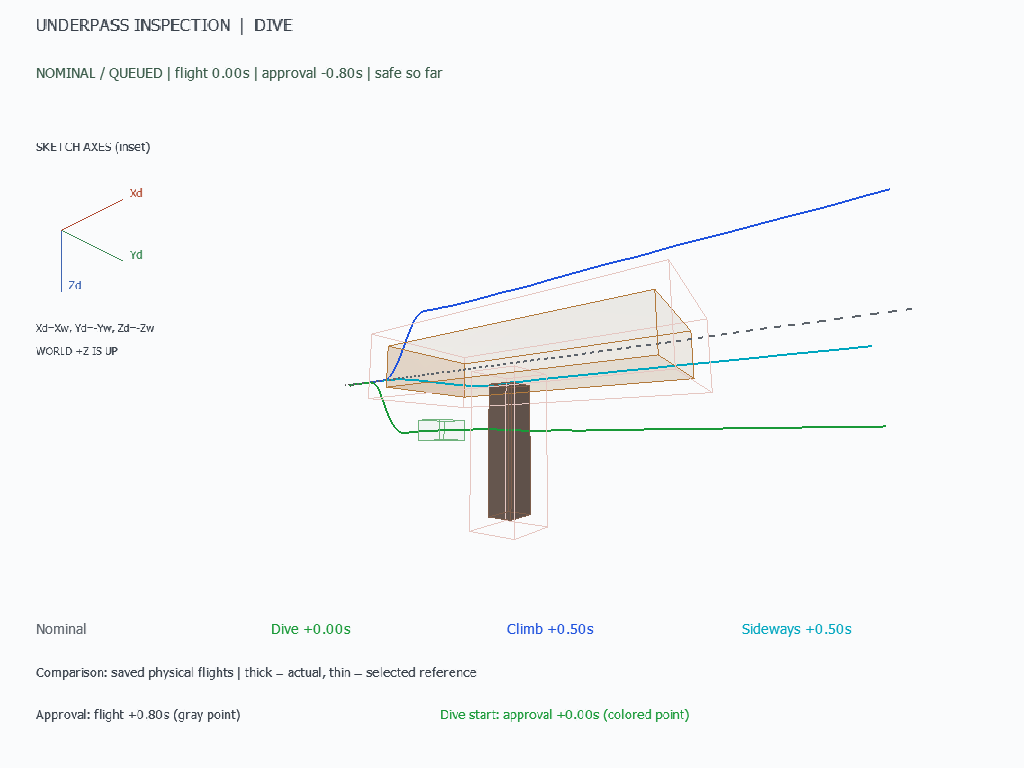 UNDERPASS INSPECTION | DIVE
NOMINAL / QUEUED | flight 0.00s | approval -0.80s | safe so far
SKETCH AXES (inset)
Xd
Yd
Zd
Xd=Xw, Yd=-Yw, Zd=-Zw
WORLD +Z IS UP
Nominal
Dive +0.00s
Climb +0.50s
Sideways +0.50s
Comparison: saved physical flights | thick = actual, thin = selected reference
Approval: flight +0.80s (gray point)
Dive start: approval +0.00s (colored point)